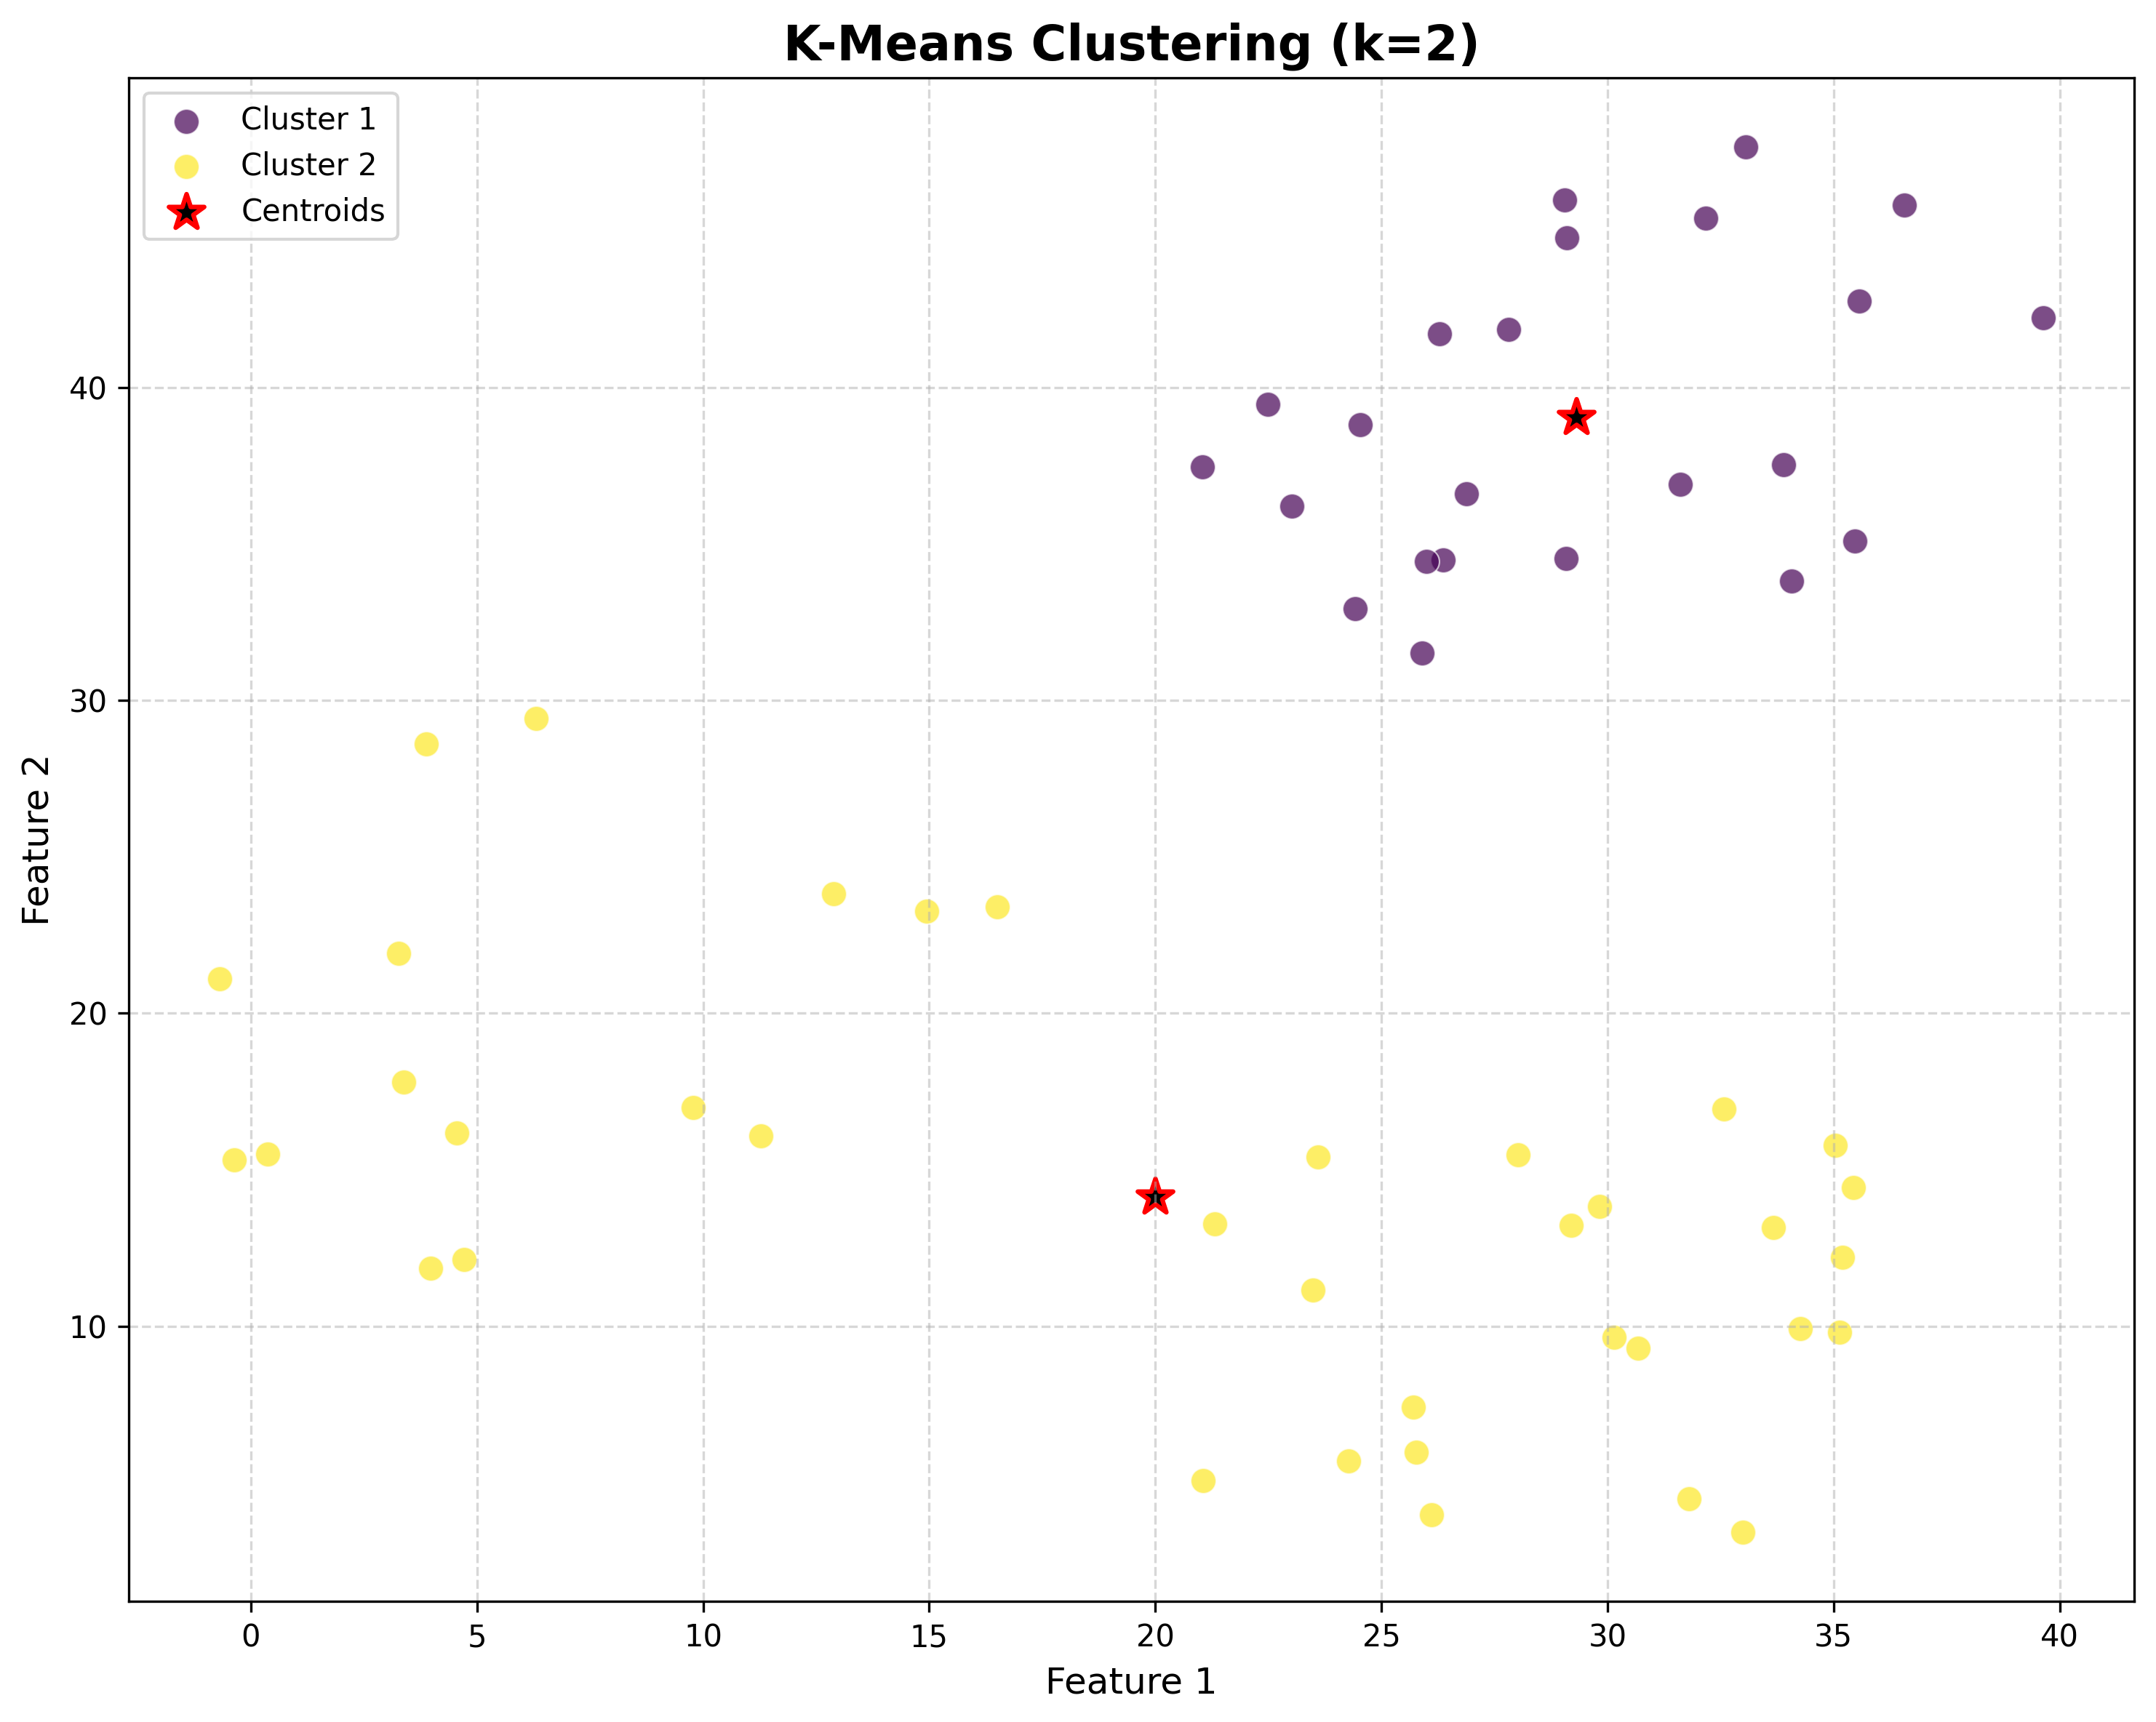 K-Means Clustering (k=2)
Cluster 1
Cluster 2
Centroids
40
30
20
10
Feature 2
0 5 10 15 20 25 30 35 40
Feature 1